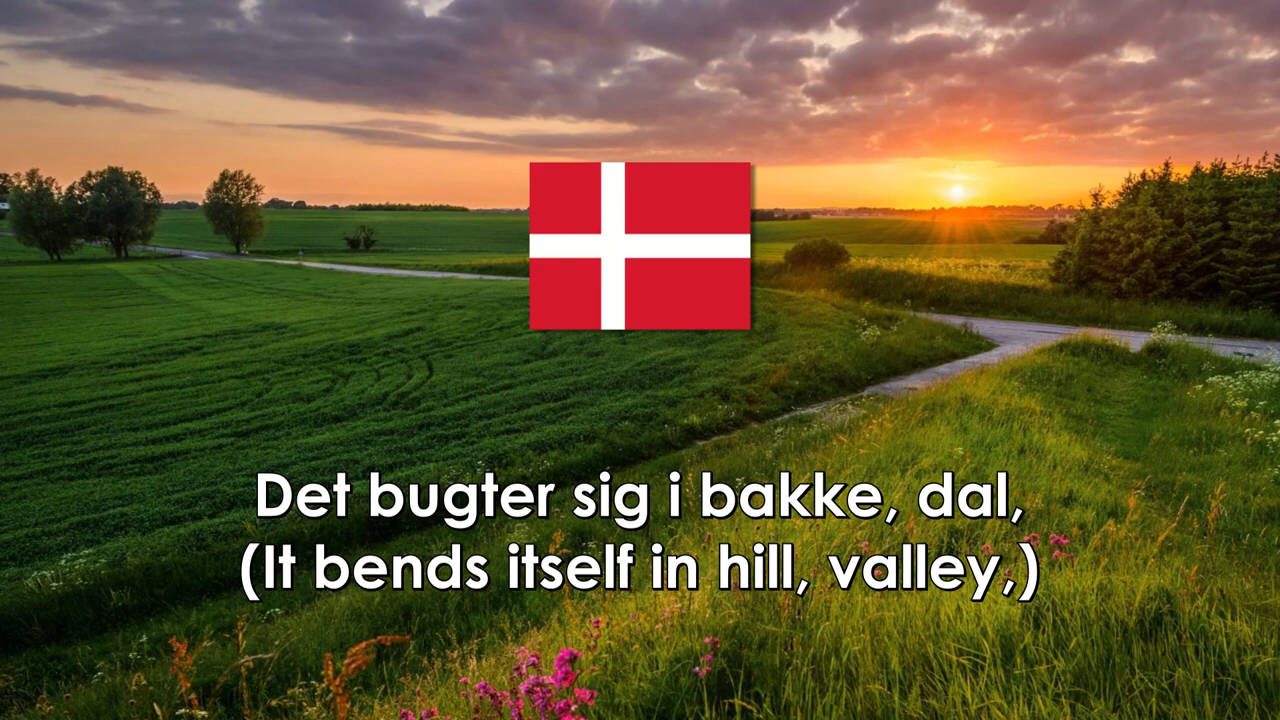 Det bugter sig i bakke, dal,
(It bends itself in hill, valley,)